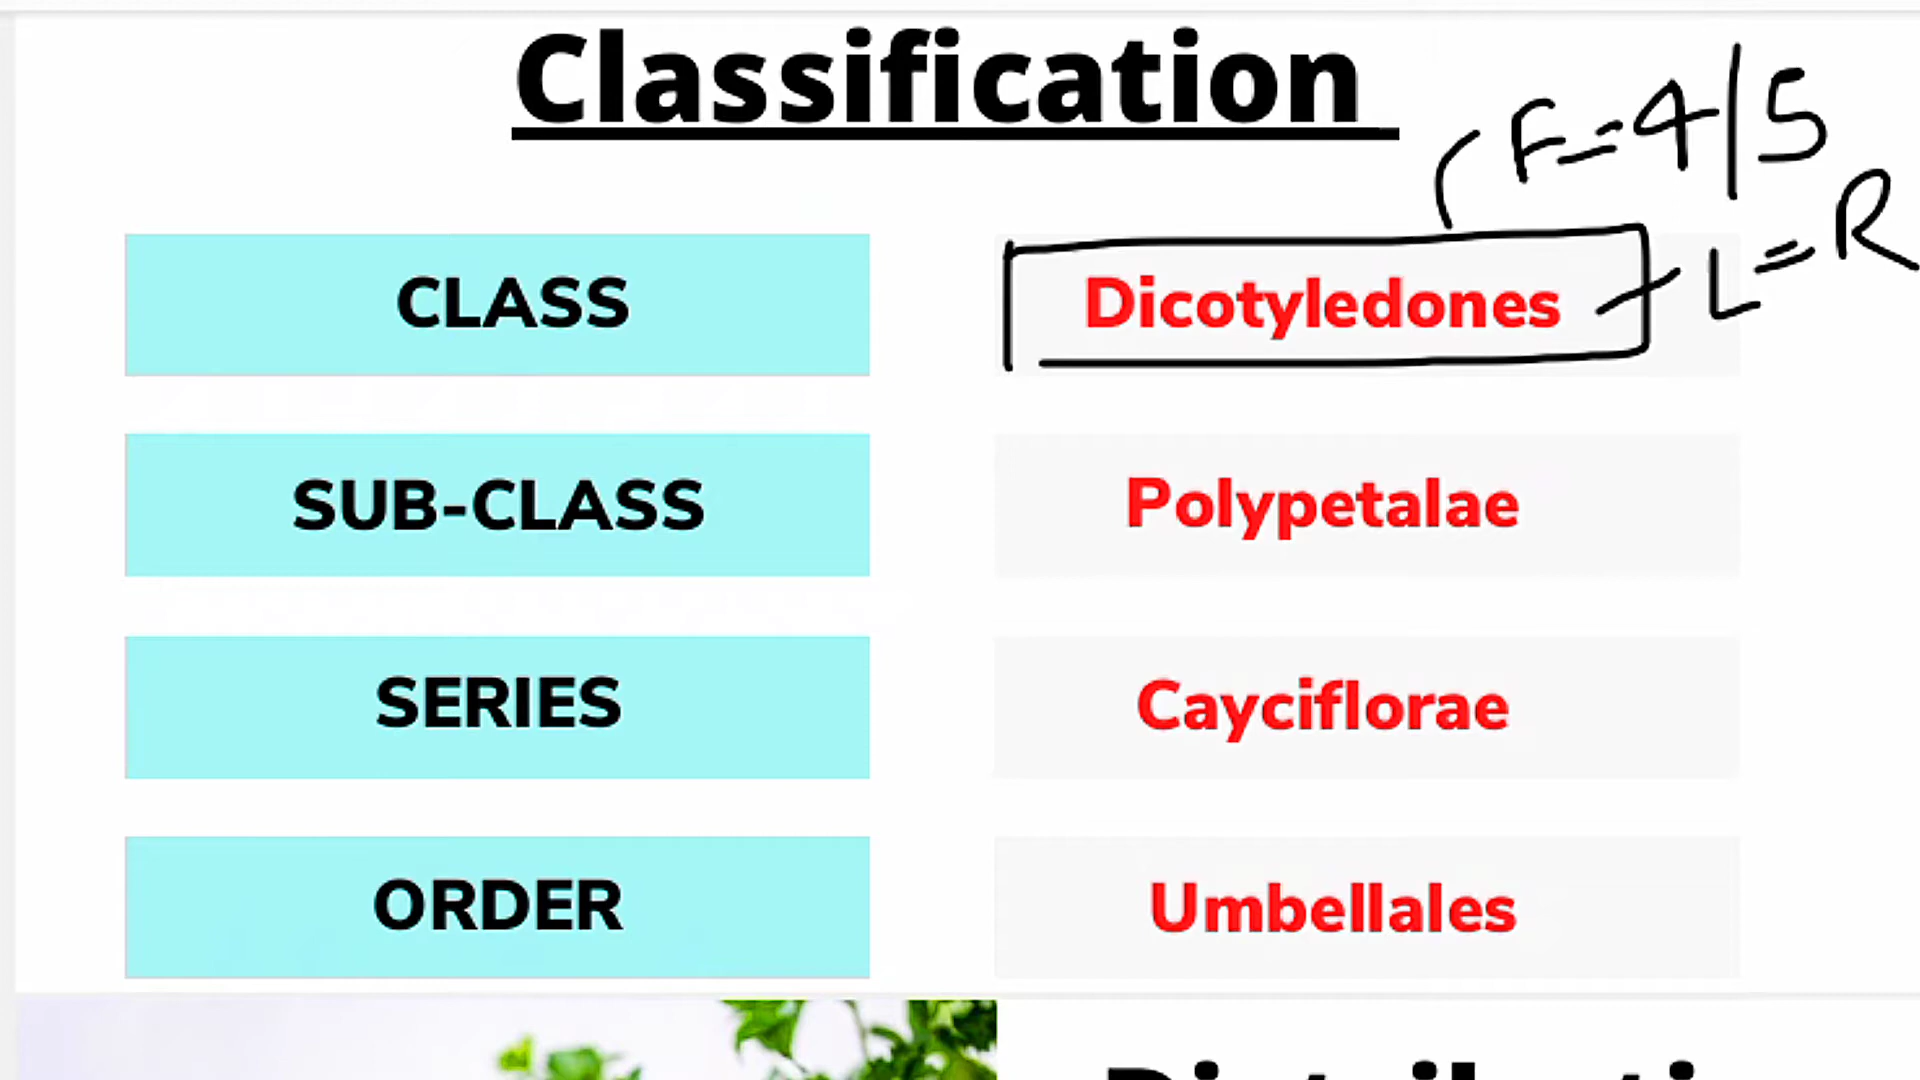 Classification
F=4|5
L=R
CLASS Dicotyledones
SUB-CLASS Polypetalae
SERIES Cayciflorae
ORDER Umbellales